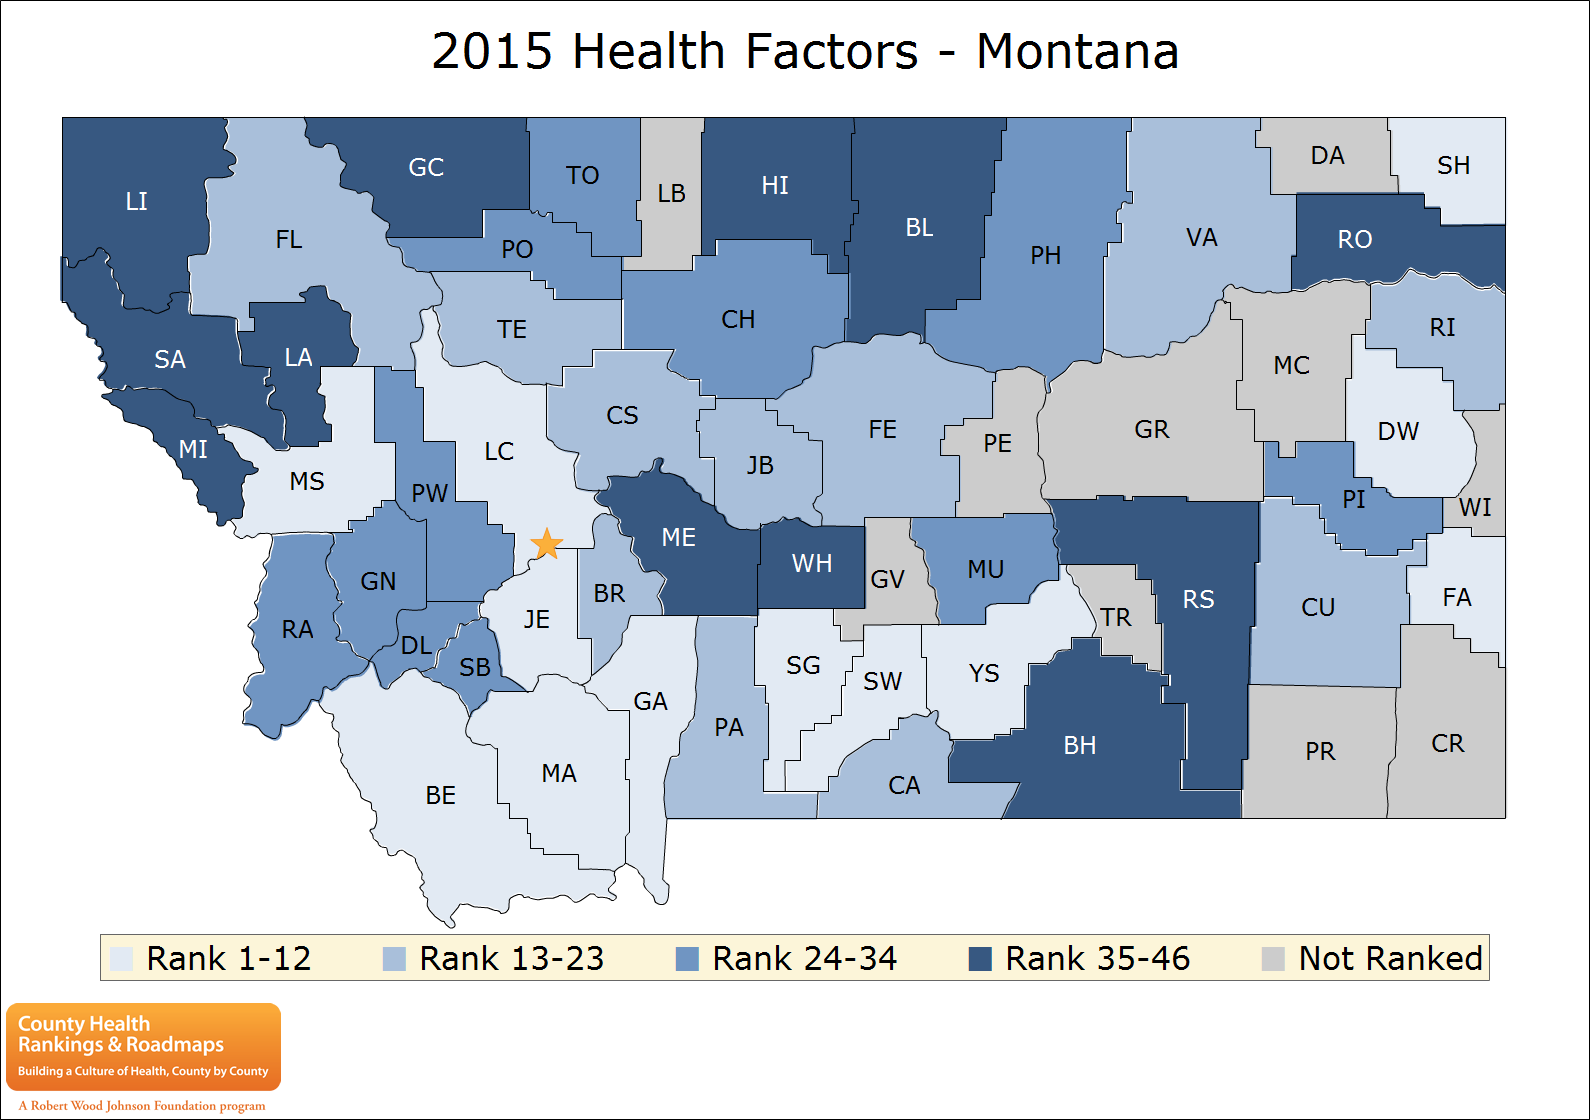 2015 Health Factors - Montana
LI
FL
GC
TO
LB
HI
BL
PH
VA
DA
SH
RO
PO
TE
CH
RI
SA
LA
MC
MI
MS
PW
LC
CS
JB
FE
PE
GR
DW
PI
WI
ME
WH
GV
MU
TR
RS
CU
FA
RA
GN
DL
SB
JE
BR
GA
PA
SG
SW
YS
BE
MA
CA
BH
PR
CR
Rank 1-12
Rank 13-23
Rank 24-34
Rank 35-46
Not Ranked
County Health
Rankings & Roadmaps
Building a Culture of Health, County by County
A Robert Wood Johnson Foundation program